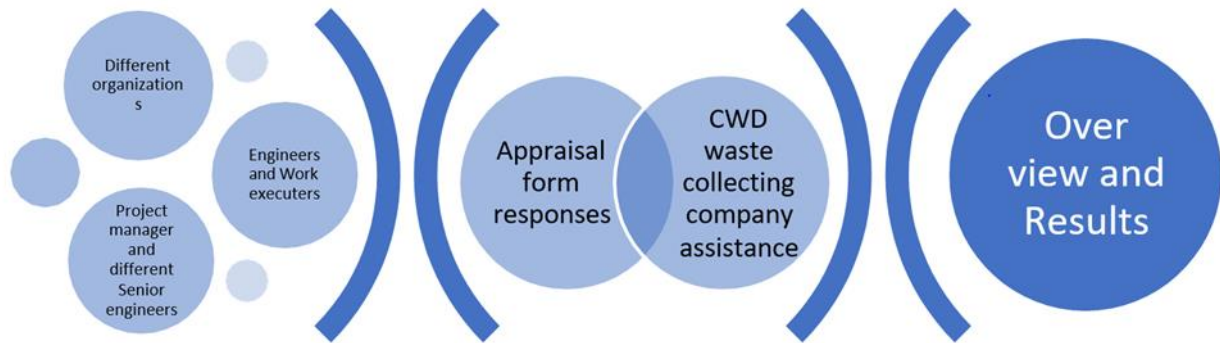 Different
organization
s
Engineers
and Work
executers
Project
manager
and
different
Senior
engineers
Appraisal
form
responses
CWD
waste
collecting
company
assistance
Over
view and
Results